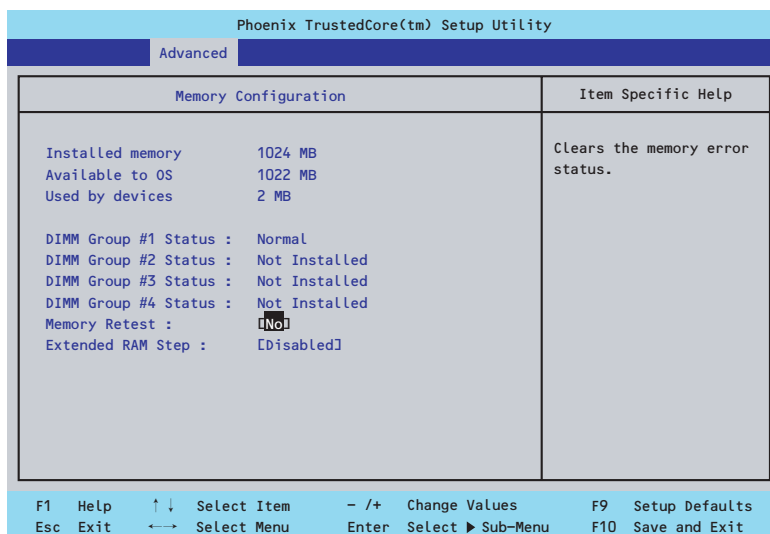 Phoenix TrustedCore(tm) Setup Utility
Advanced
Memory Configuration
Item Specific Help
Installed memory 1024 MB
Available to OS 1022 MB
Used by devices 2 MB
DIMM Group #1 Status : Normal
DIMM Group #2 Status : Not Installed
DIMM Group #3 Status : Not Installed
DIMM Group #4 Status : Not Installed
Memory Retest : [No]
Extended RAM Step : [Disabled]
Clears the memory error
status.
F1 Help ↑↓ Select Item − /+ Change Values F9 Setup Defaults
Esc Exit ←→ Select Menu Enter Select ▶ Sub−Menu F10 Save and Exit